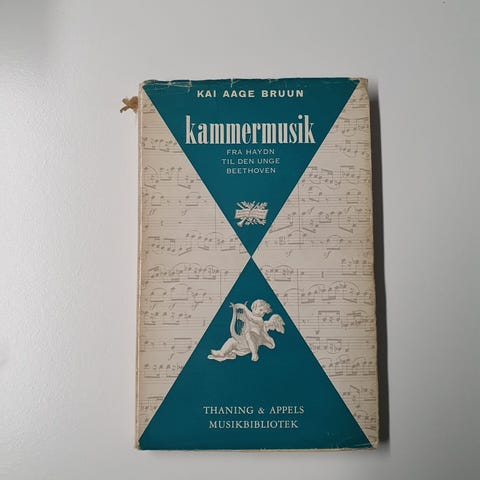 KAI AAGE BRUUN
kammermusik
FRA HAYDN
TIL DEN UNGE
BEETHOVEN
THANING & APPELS
MUSIKBIBLIOTEK